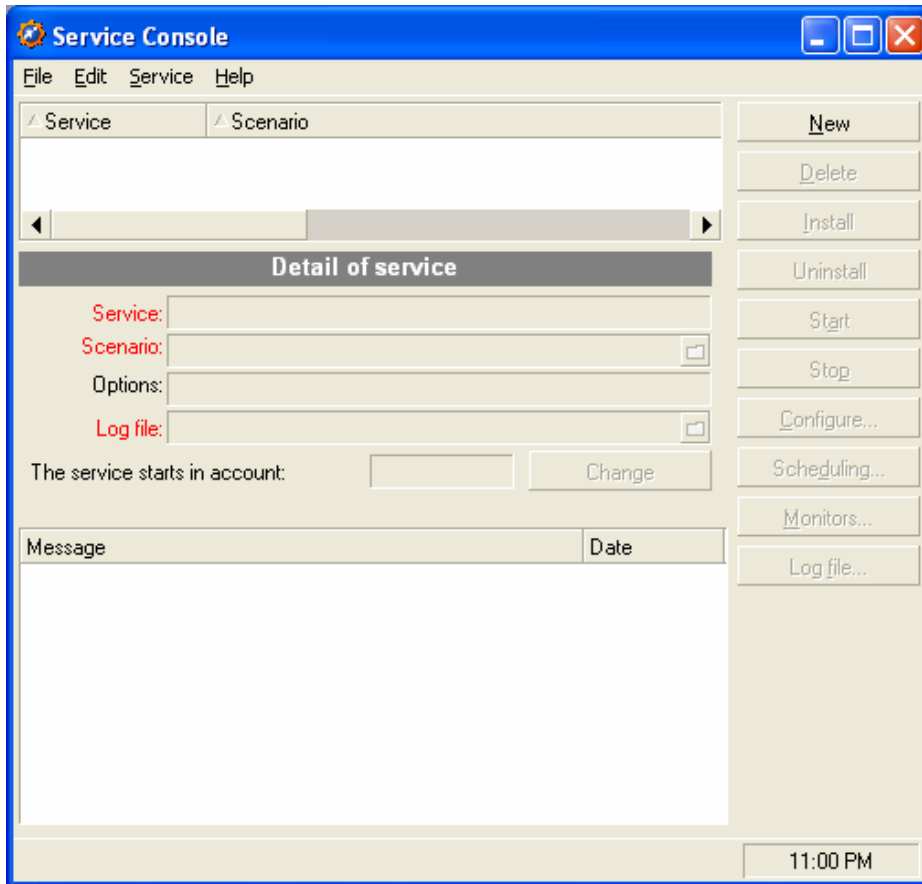 Service Console
File Edit Service Help
Service Scenario
New
Delete
Install
Uninstall
Start
Stop
Configure...
Scheduling...
Monitors...
Log file...
Detail of service
Service:
Scenario:
Options:
Log file:
The service starts in account: Change
Message Date
11:00 PM